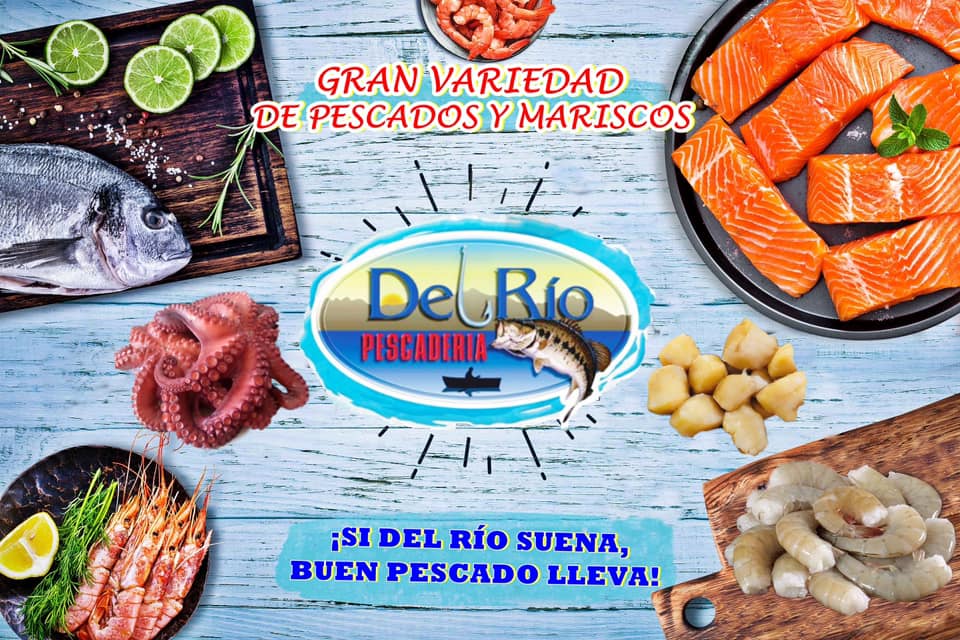 GRAN VARIEDAD
DE PESCADOS Y MARISCOS
Del Río
PESCADERIA
¡SI DEL RÍO SUENA,
BUEN PESCADO LLEVA!